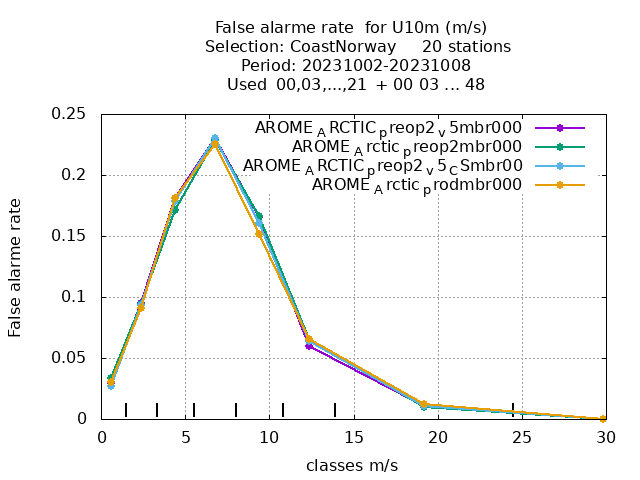 False alarme rate  for U10m (m/s)
Selection: CoastNorway     20 stations
Period: 20231002-20231008
Used  00,03,...,21  + 00 03 ... 48
False alarme rate
0.25
0.2
0.15
0.1
0.05
0
AROME_ARCTIC_preop2_v5mbr000
AROME_Arctic_preop2mbr000
AROME_ARCTIC_preop2_v5_CSmbr00
AROME_Arctic_prodmbr000
0 5 10 15 20 25 30
classes m/s